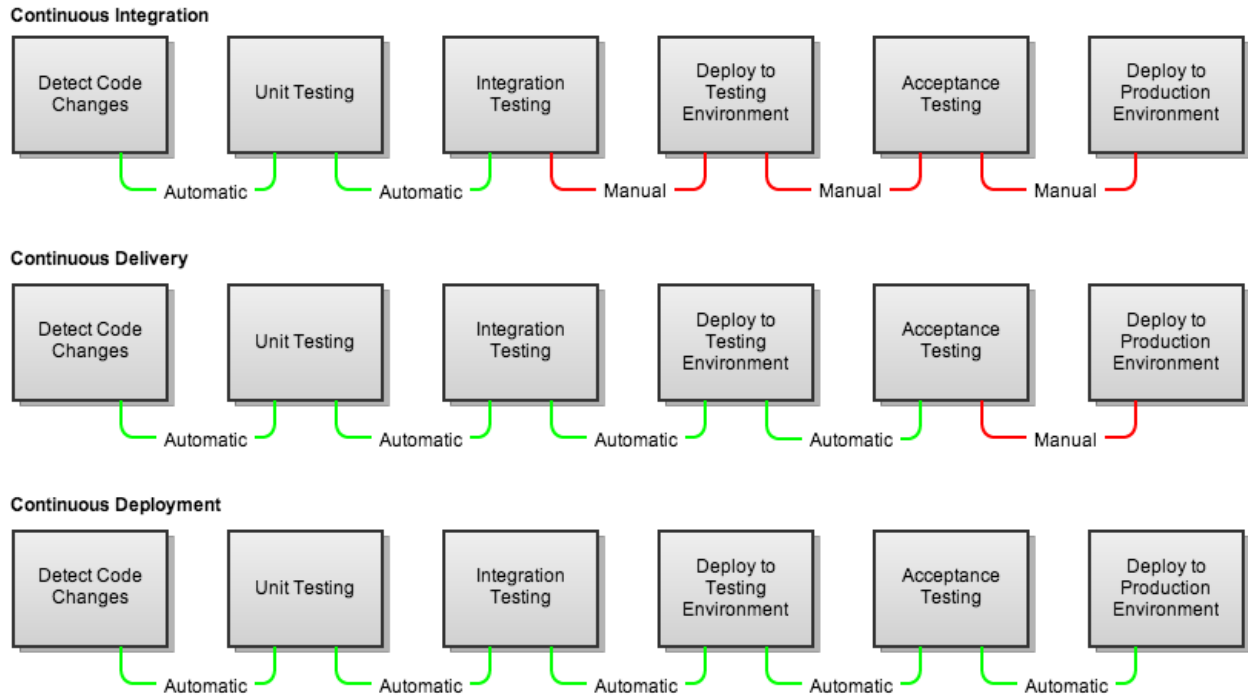 Continuous Integration
Detect Code
Changes
Unit Testing
Integration
Testing
Deploy to
Testing
Environment
Acceptance
Testing
Deploy to
Production
Environment
Automatic
Automatic
Manual
Manual
Manual
Continuous Delivery
Detect Code
Changes
Unit Testing
Integration
Testing
Deploy to
Testing
Environment
Acceptance
Testing
Deploy to
Production
Environment
Automatic
Automatic
Automatic
Automatic
Manual
Continuous Deployment
Detect Code
Changes
Unit Testing
Integration
Testing
Deploy to
Testing
Environment
Acceptance
Testing
Deploy to
Production
Environment
Automatic
Automatic
Automatic
Automatic
Automatic